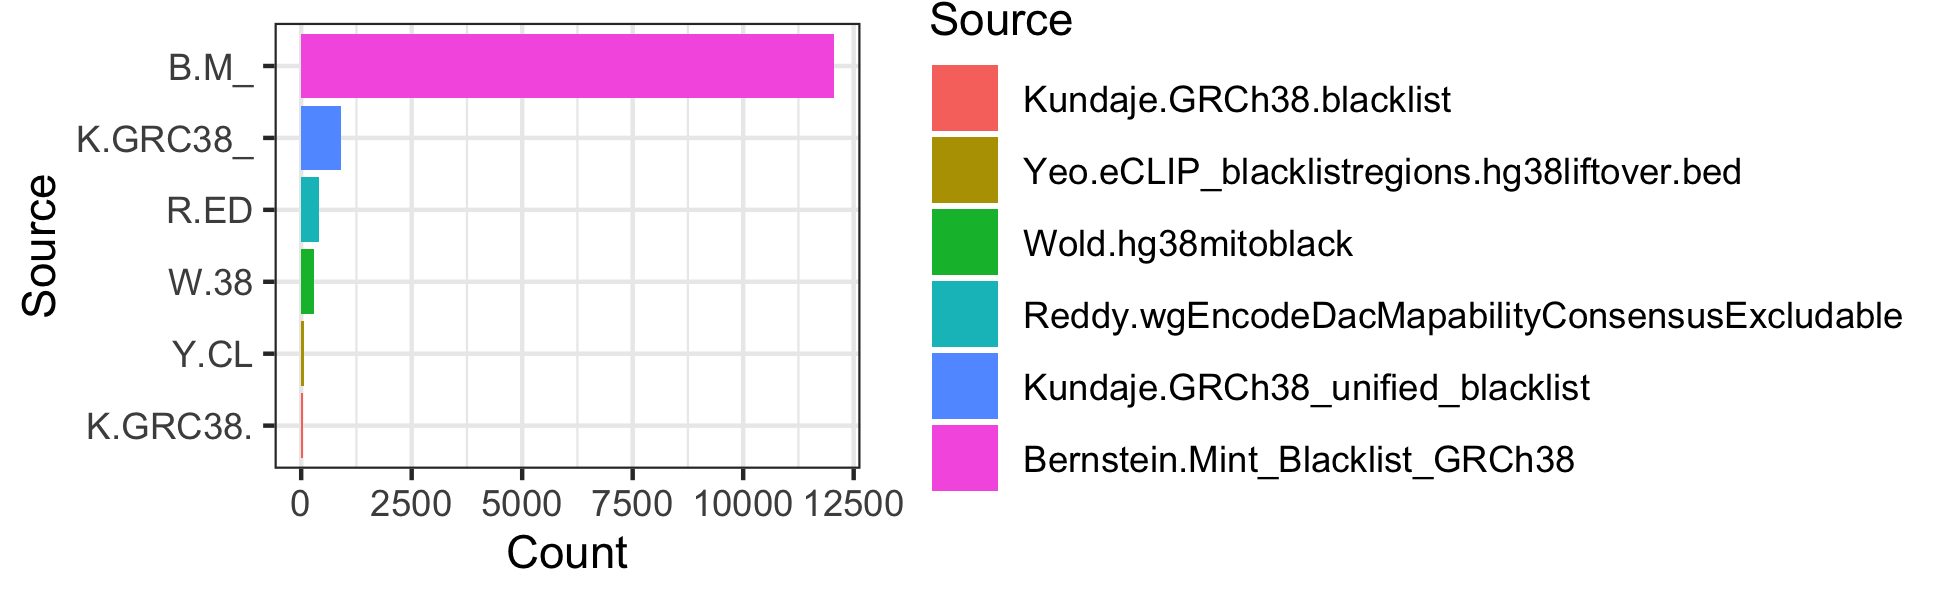 Source
B.M_
K.GRC38_
R.ED
W.38
Y.CL
K.GRC38.
0 2500 5000 7500 10000 12500
Count
Source
Kundaje.GRCh38.blacklist
Yeo.eCLIP_blacklistregions.hg38liftover.bed
Wold.hg38mitoblack
Reddy.wgEncodeDacMapabilityConsensusExcludable
Kundaje.GRCh38_unified_blacklist
Bernstein.Mint_Blacklist_GRCh38